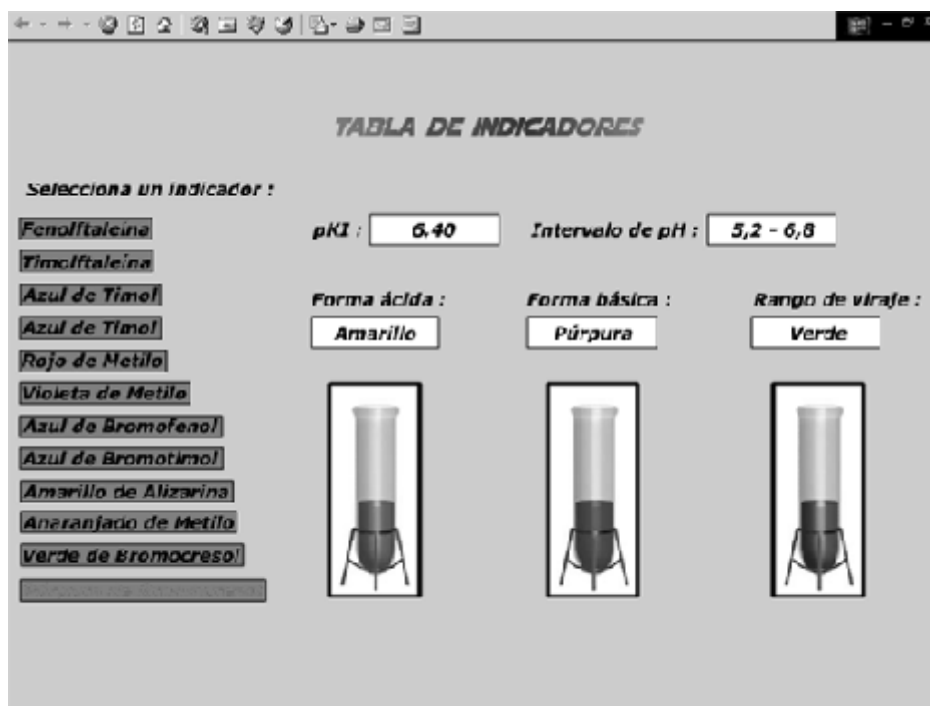 TABLA DE INDICADORES
Selecciona un indicador :
Fenolftaleína
Timolftaleína
Azul de Timol
Azul de Timol
Rojo de Metilo
Violeta de Metilo
Azul de Bromofenol
Azul de Bromotimol
Amarillo de Alizarina
Anaranjado de Metilo
Verde de Bromocresol
pKI : 6.40 Intervalo de pH : 5,2 - 6,8
Forma ácida : Forma básica : Rango de viraje :
Amarillo Púrpura Verde